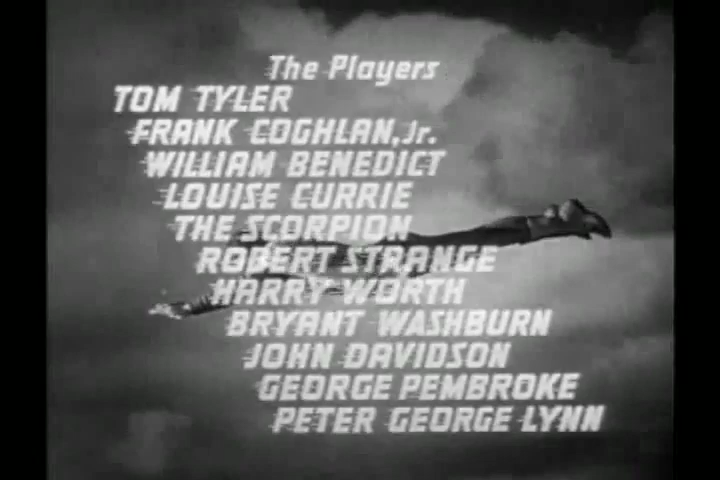 The Players
TOM TYLER
FRANK COGHLAN, Jr.
WILLIAM BENEDICT
LOUISE CURRIE
THE SCORPION
ROBERT STRANGE
HARRY WORTH
BRYANT WASHBURN
JOHN DAVIDSON
GEORGE PEMBROKE
PETER GEORGE LYNN